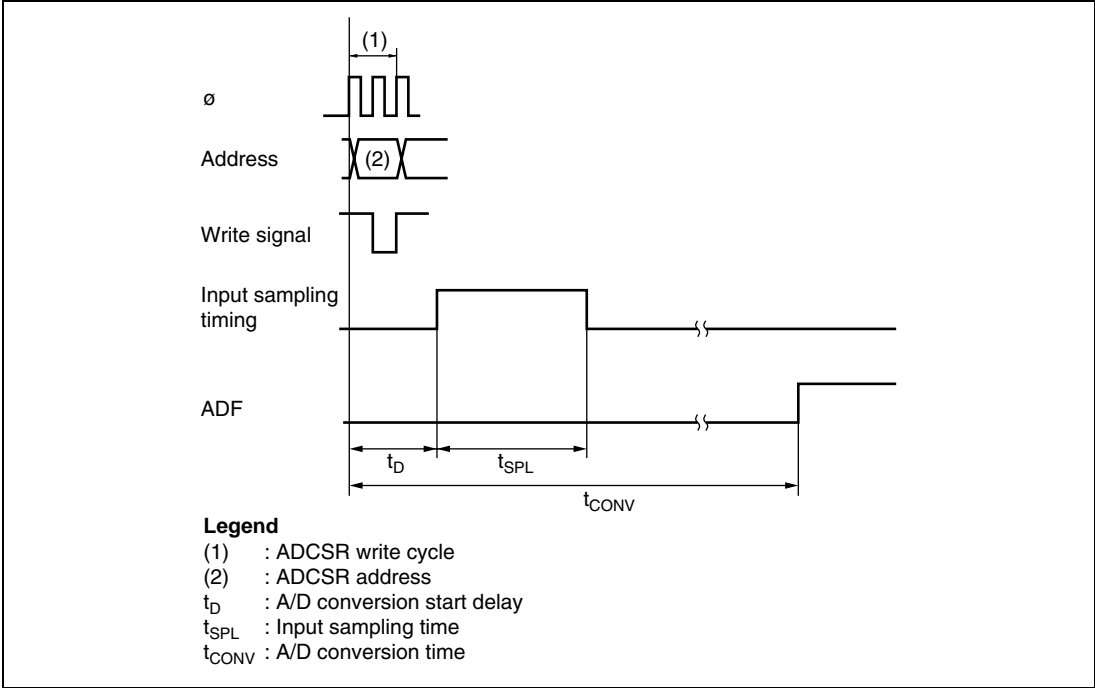 (1)
ø
Address
(2)
Write signal
Input sampling
timing
ADF
tD
tSPL
tCONV
Legend
(1) : ADCSR write cycle
(2) : ADCSR address
tD : A/D conversion start delay
tSPL : Input sampling time
tCONV : A/D conversion time